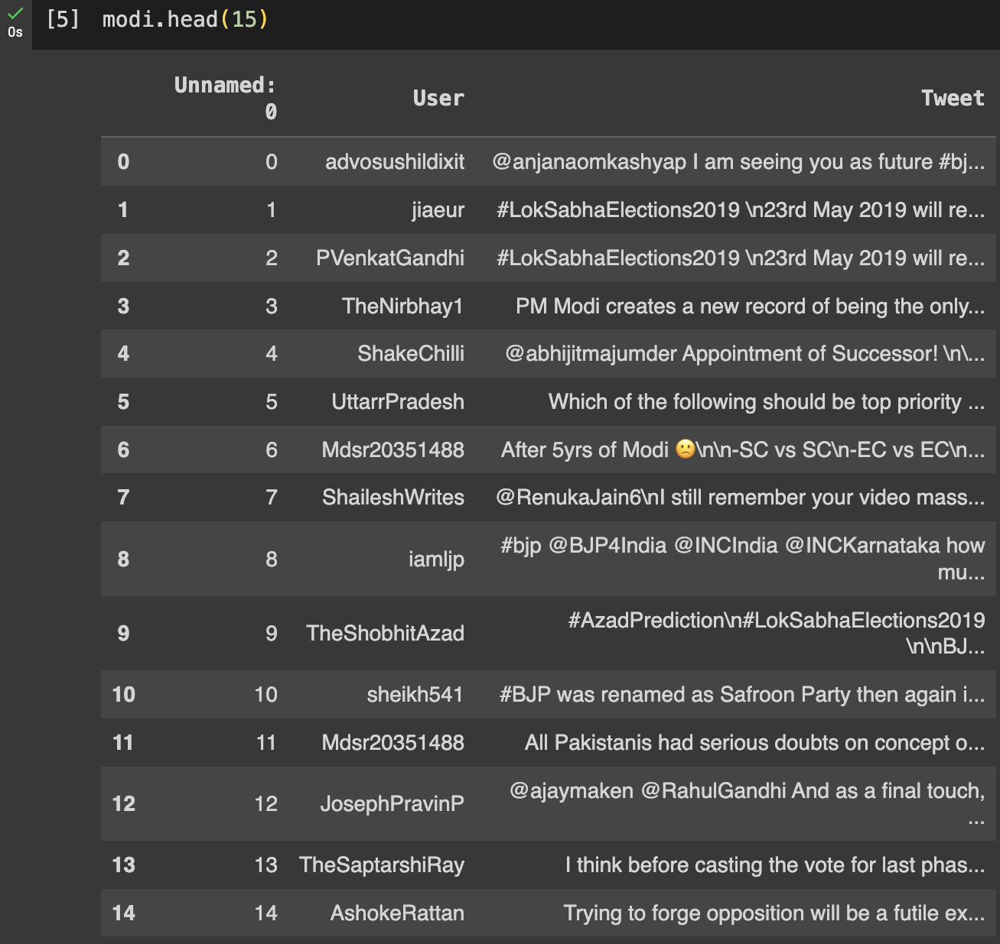 [5] modi.head(15)
0s
Unnamed: 0 User Tweet
0 0 advosushildixit @anjanaomkashyap I am seeing you as future #bj...
1 1 jiaeur #LokSabhaElections2019 \n23rd May 2019 will re...
2 2 PVenkatGandhi #LokSabhaElections2019 \n23rd May 2019 will re...
3 3 TheNirbhay1 PM Modi creates a new record of being the only...
4 4 ShakeChilli @abhijitmajumder Appointment of Successor! \n\...
5 5 UttarrPradesh Which of the following should be top priority ...
6 6 Mdsr20351488 After 5yrs of Modi 🙁\n\n-SC vs SC\n-EC vs EC\n...
7 7 ShaileshWrites @RenukaJain6\nI still remember your video mass...
8 8 iamljp #bjp @BJP4India @INCIndia @INCKarnataka how
mu...
9 9 TheShobhitAzad #AzadPrediction\n#LokSabhaElections2019
\n\nBJ...
10 10 sheikh541 #BJP was renamed as Safroon Party then again i...
11 11 Mdsr20351488 All Pakistanis had serious doubts on concept o...
12 12 JosephPravinP @ajaymaken @RahulGandhi And as a final touch,
...
13 13 TheSaptarshiRay I think before casting the vote for last phas...
14 14 AshokeRattan Trying to forge opposition will be a futile ex...